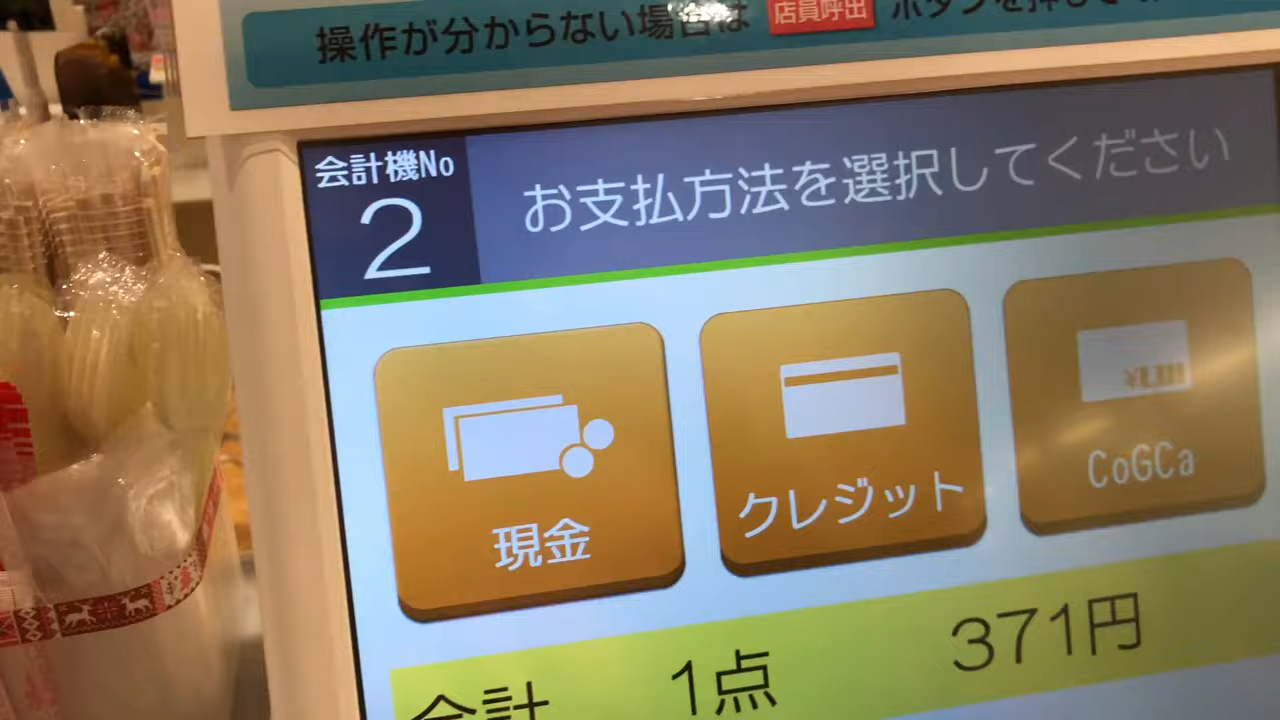 操作が分からない場合は 店員呼出 ボタンを押して
会計機No
2
お支払方法を選択してください
現金
クレジット
CoGCa
会計 1点 371円